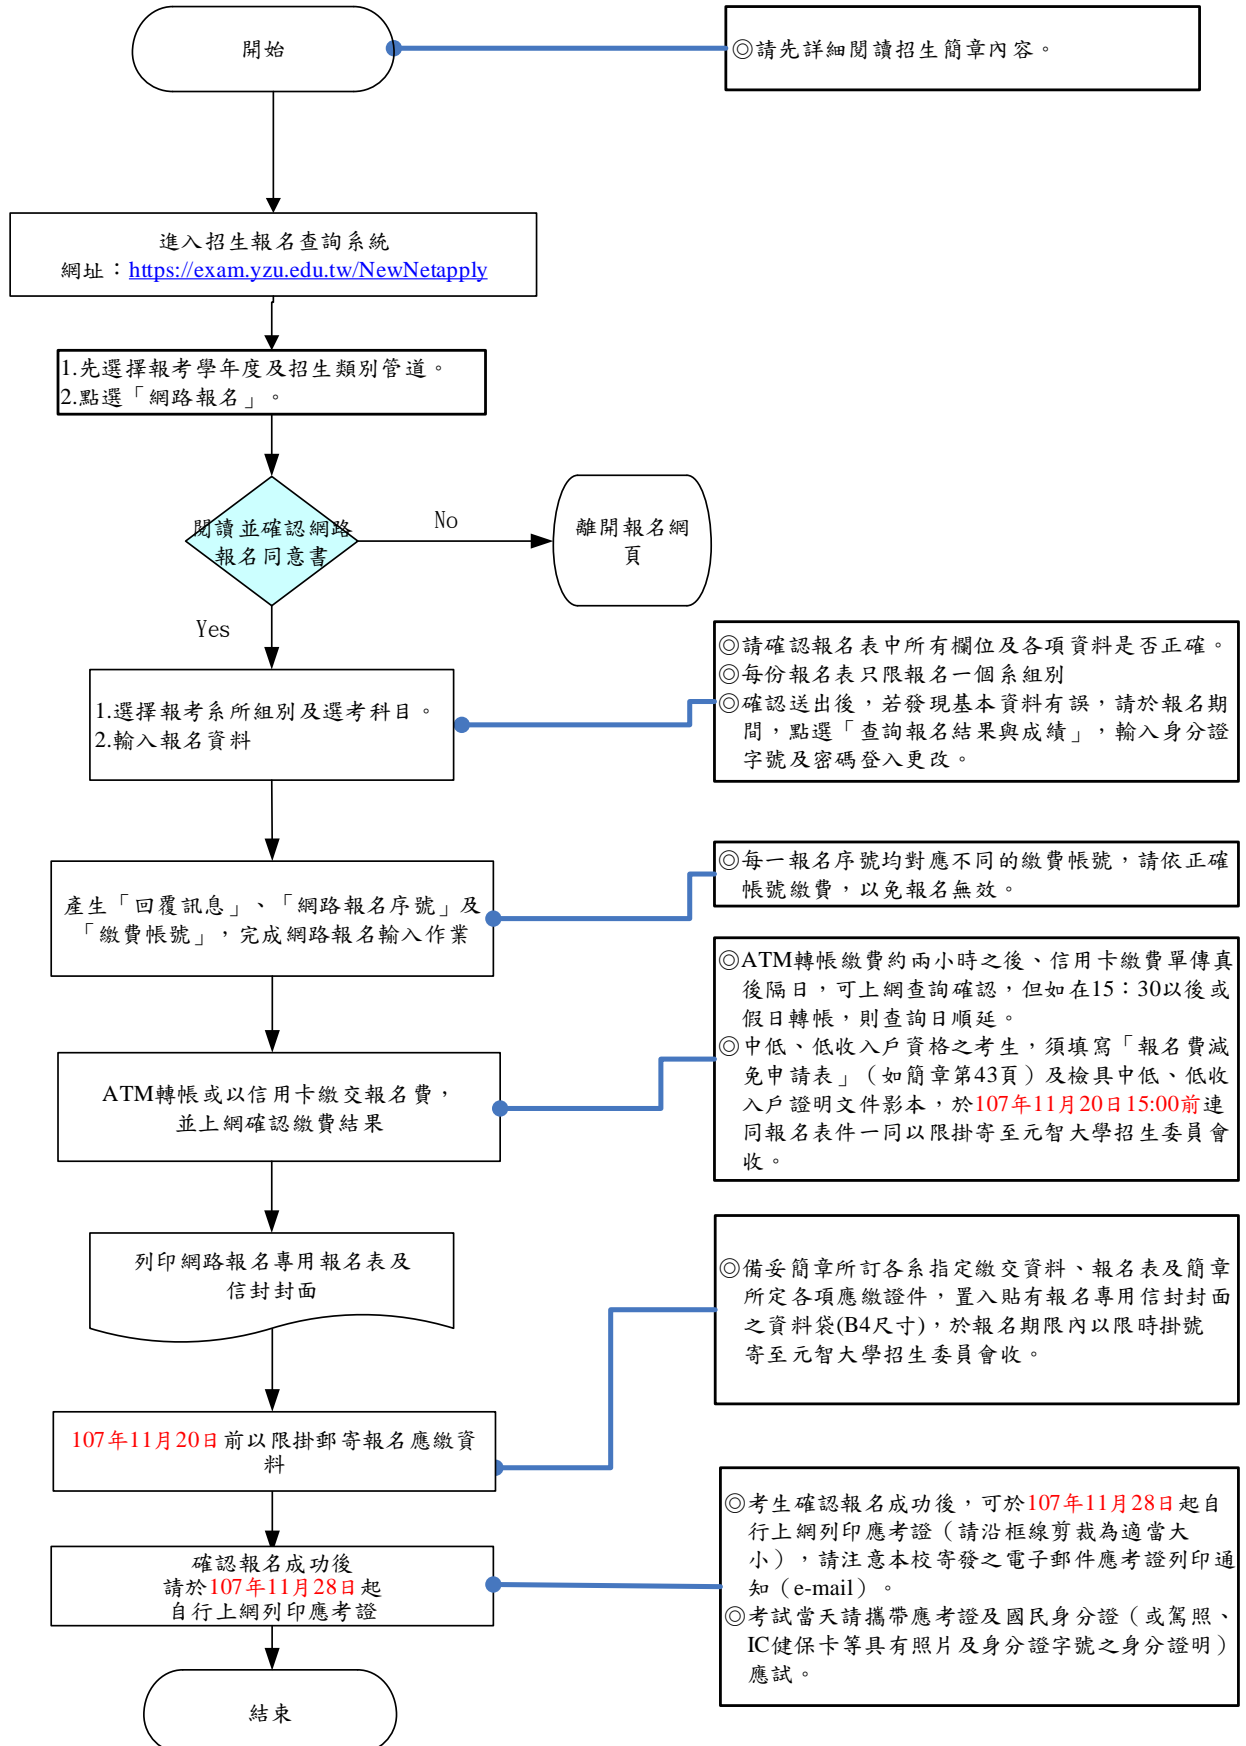 開始
◎請先詳細閱讀招生簡章內容。
進入招生報名查詢系統
網址：https://exam.yzu.edu.tw/NewNetapply
1.先選擇報考學年度及招生類別管道。
2.點選「網路報名」。
閱讀並確認網路
報名同意書
No
離開報名網
頁
Yes
1.選擇報考系所組別及選考科目。
2.輸入報名資料
◎請確認報名表中所有欄位及各項資料是否正確。
◎每份報名表只限報名一個系組別
◎確認送出後，若發現基本資料有誤，請於報名期
間，點選「查詢報名結果與成績」，輸入身分證
字號及密碼登入更改。
產生「回覆訊息」、「網路報名序號」及
「繳費帳號」，完成網路報名輸入作業
◎每一報名序號均對應不同的繳費帳號，請依正確
帳號繳費，以免報名無效。
ATM轉帳或以信用卡繳交報名費，
並上網確認繳費結果
◎ATM轉帳繳費約兩小時之後、信用卡繳費單傳真
後隔日，可上網查詢確認，但如在15：30以後或
假日轉帳，則查詢日順延。
◎中低、低收入戶資格之考生，須填寫「報名費減
免申請表」（如簡章第43頁）及檢具中低、低收
入戶證明文件影本，於107年11月20日15:00前連
同報名表件一同以限掛寄至元智大學招生委員會
收。
列印網路報名專用報名表及
信封封面
◎備妥簡章所訂各系指定繳交資料、報名表及簡章
所定各項應繳證件，置入貼有報名專用信封封面
之資料袋(B4尺寸)，於報名期限內以限時掛號
寄至元智大學招生委員會收。
107年11月20日前以限掛郵寄報名應繳資
料
確認報名成功後
請於107年11月28日起
自行上網列印應考證
◎考生確認報名成功後，可於107年11月28日起自
行上網列印應考證（請沿框線剪裁為適當大
小），請注意本校寄發之電子郵件應考證列印通
知（e-mail）。
◎考試當天請攜帶應考證及國民身分證（或駕照、
IC健保卡等具有照片及身分證字號之身分證明）
應試。
結束